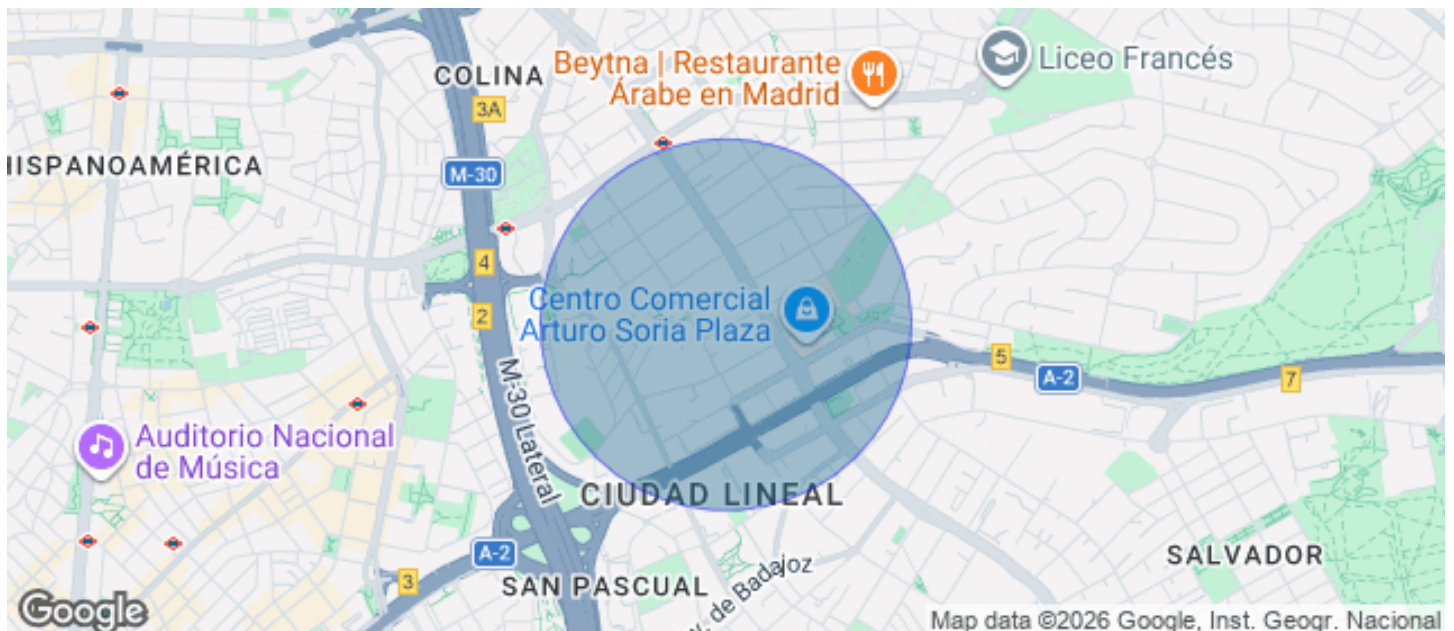 COLINA
Beytna | Restaurante
Árabe en Madrid
Liceo Francés
3A
HISPANOAMÉRICA
M-30
4
2
Centro Comercial
Arturo Soria Plaza
5
A-2
7
M-30 Lateral
Auditorio Nacional
de Música
CIUDAD LINEAL
A-2
3
SAN PASCUAL
v. de Badajoz
SALVADOR
Google
Map data ©2026 Google, Inst. Geogr. Nacional